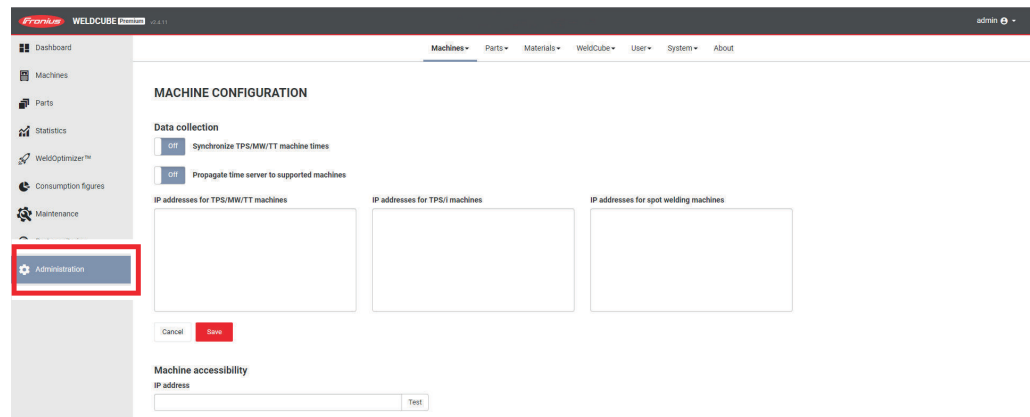 Fronius WELDCUBE Premium
admin
Dashboard
Machines
Parts
Statistics
WeldOptimizer™
Consumption figures
Maintenance
Administration
Machines Parts Materials WeldCube User System About
MACHINE CONFIGURATION
Data collection
Off Synchronize TPS/MW/TT machine times
Off Propagate time server to supported machines
IP addresses for TPS/MW/TT machines IP addresses for TPS/i machines IP addresses for spot welding machines
Cancel Save
Machine accessibility
IP address
Test